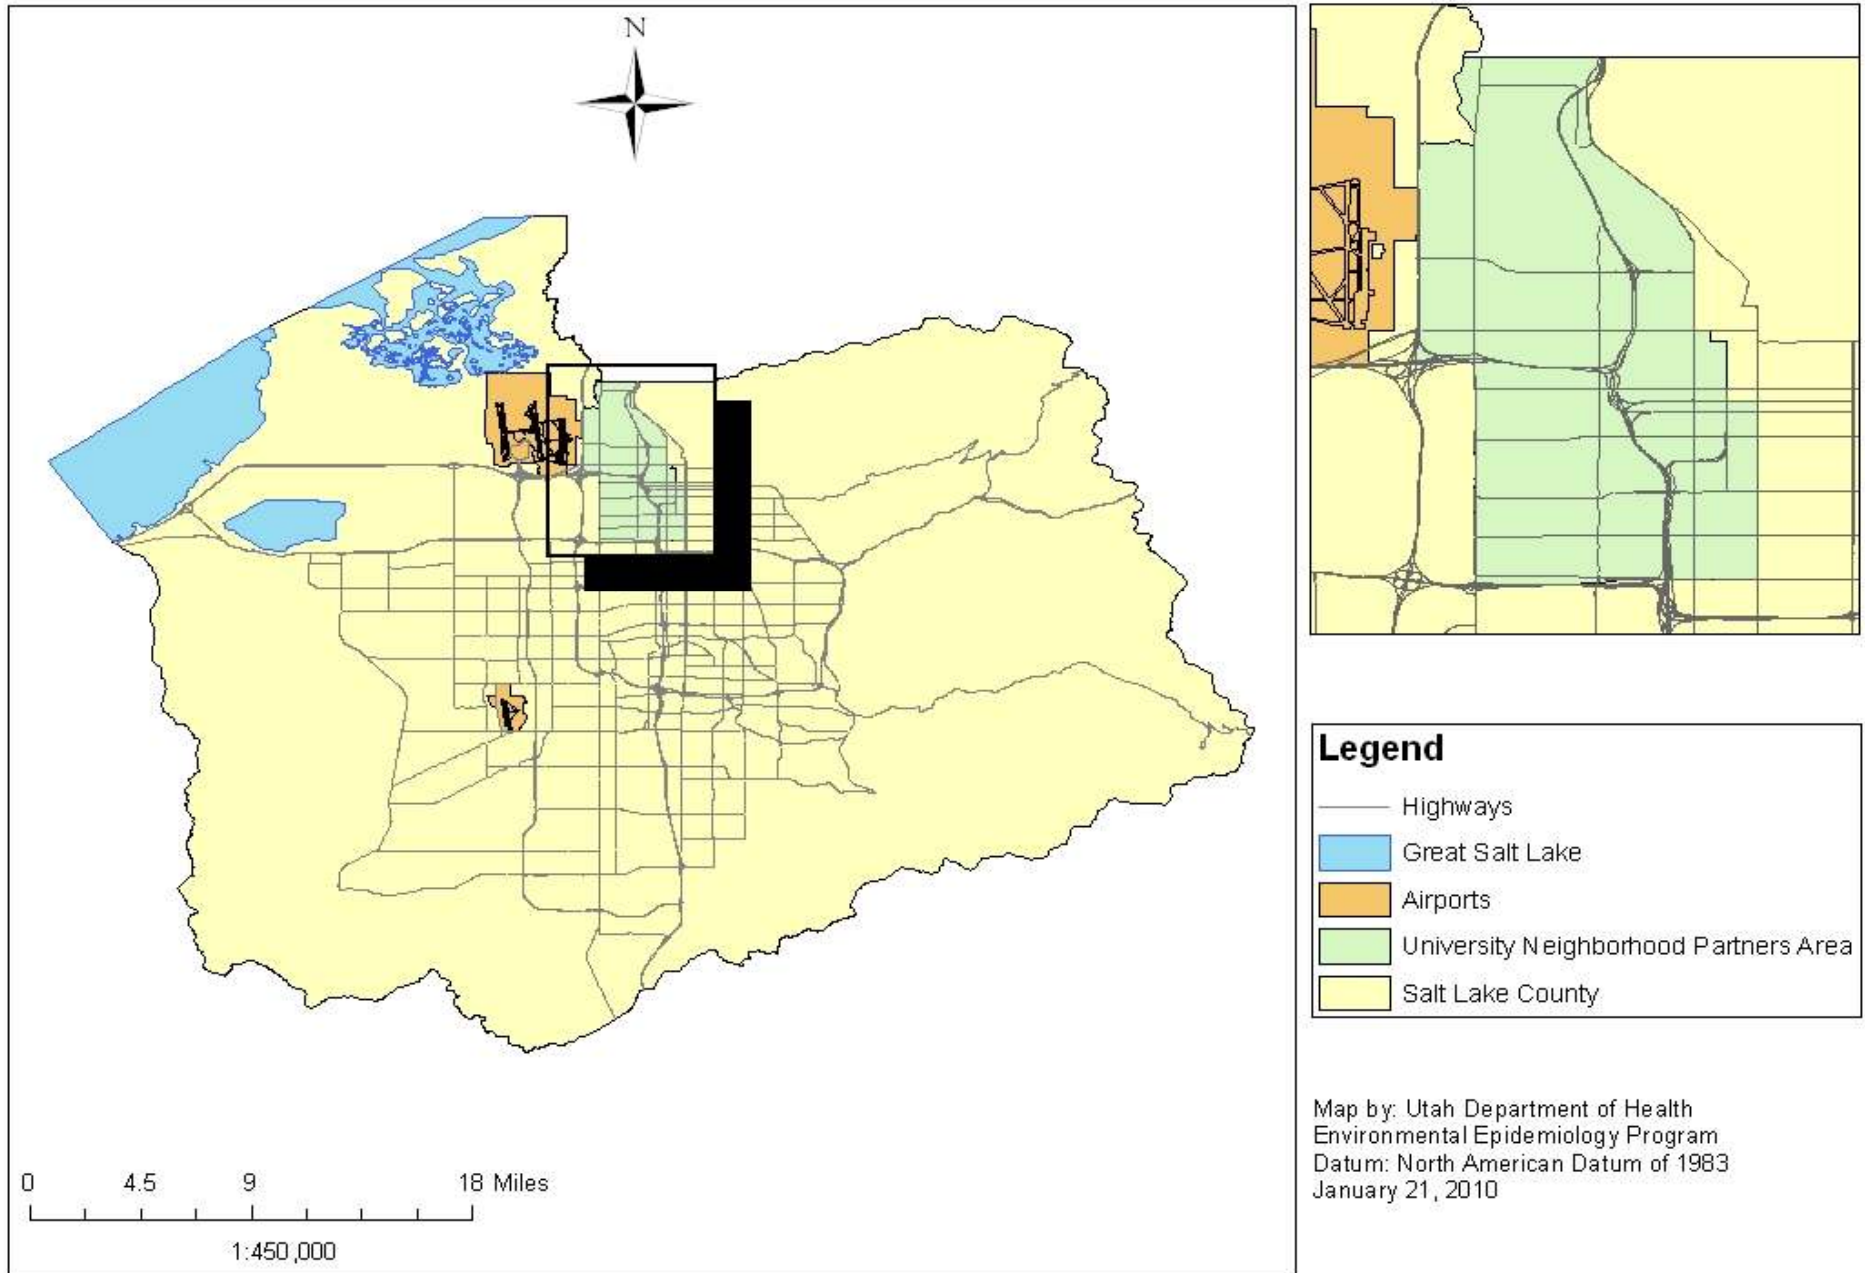 N
0 4.5 9 18 Miles
1:450,000
Legend
Highways
Great Salt Lake
Airports
University Neighborhood Partners Area
Salt Lake County
Map by: Utah Department of Health
Environmental Epidemiology Program
Datum: North American Datum of 1983
January 21, 2010